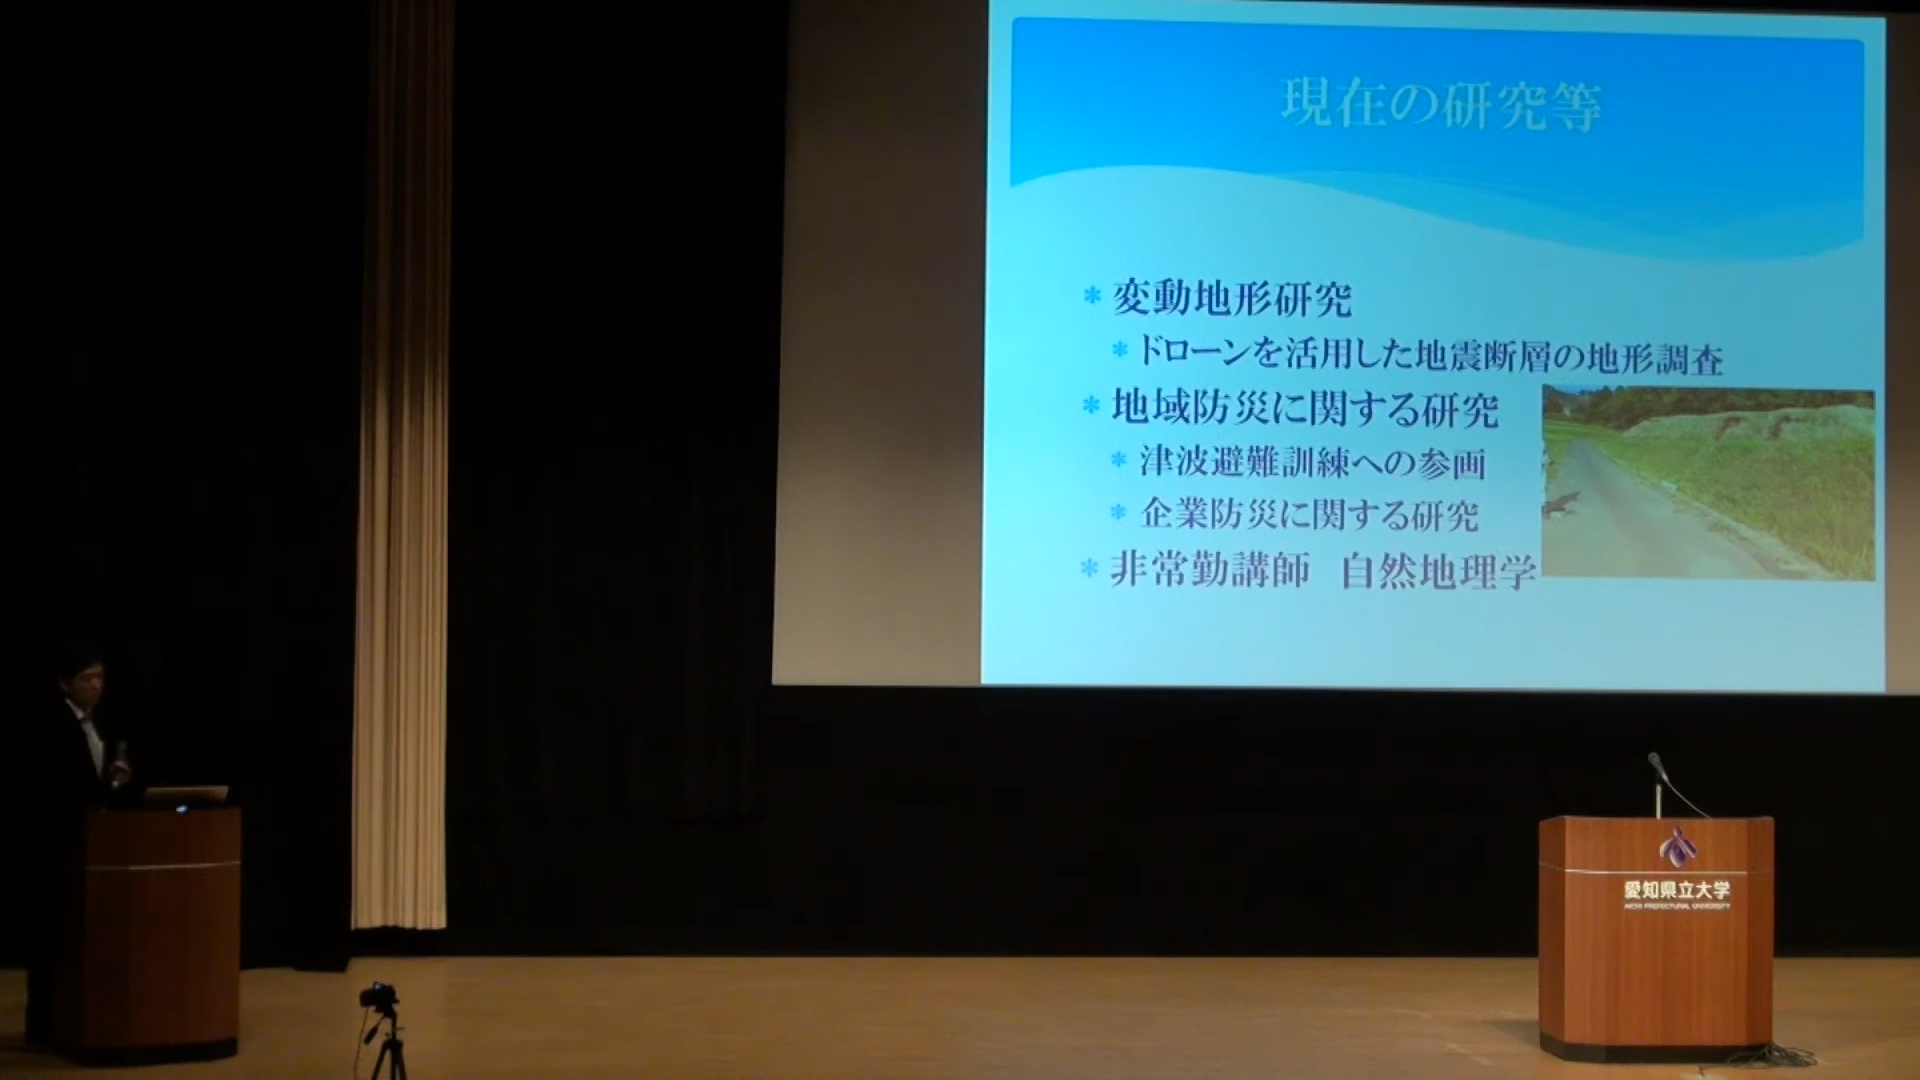 現在の研究等
* 変動地形研究
* ドローンを活用した地震断層の地形調査
* 地域防災に関する研究
* 津波避難訓練への参画
* 企業防災に関する研究
* 非常勤講師 自然地理学
愛知県立大学
AICHI PREFECTURAL UNIVERSITY